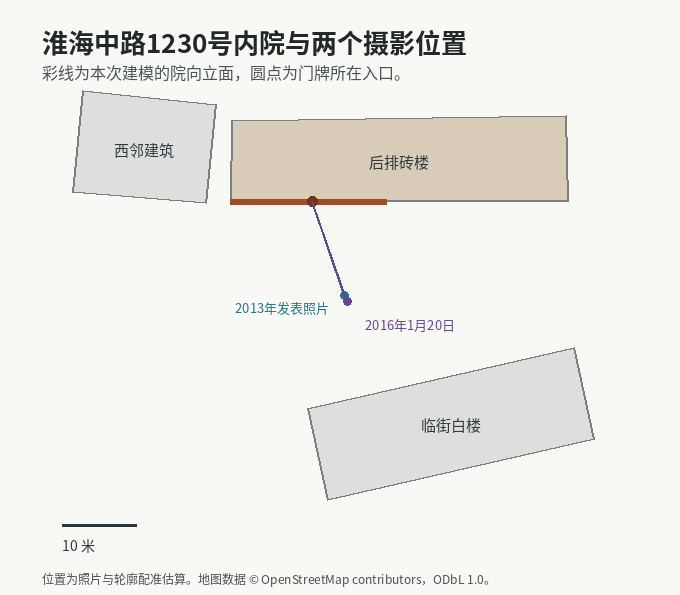 淮海中路1230号内院与两个摄影位置
彩线为本次建模的院向立面，圆点为门牌所在入口。
西邻建筑
后排砖楼
2013年发表照片
2016年1月20日
临街白楼
10 米
位置为照片与轮廓配准估算。地图数据 © OpenStreetMap contributors，ODbL 1.0。